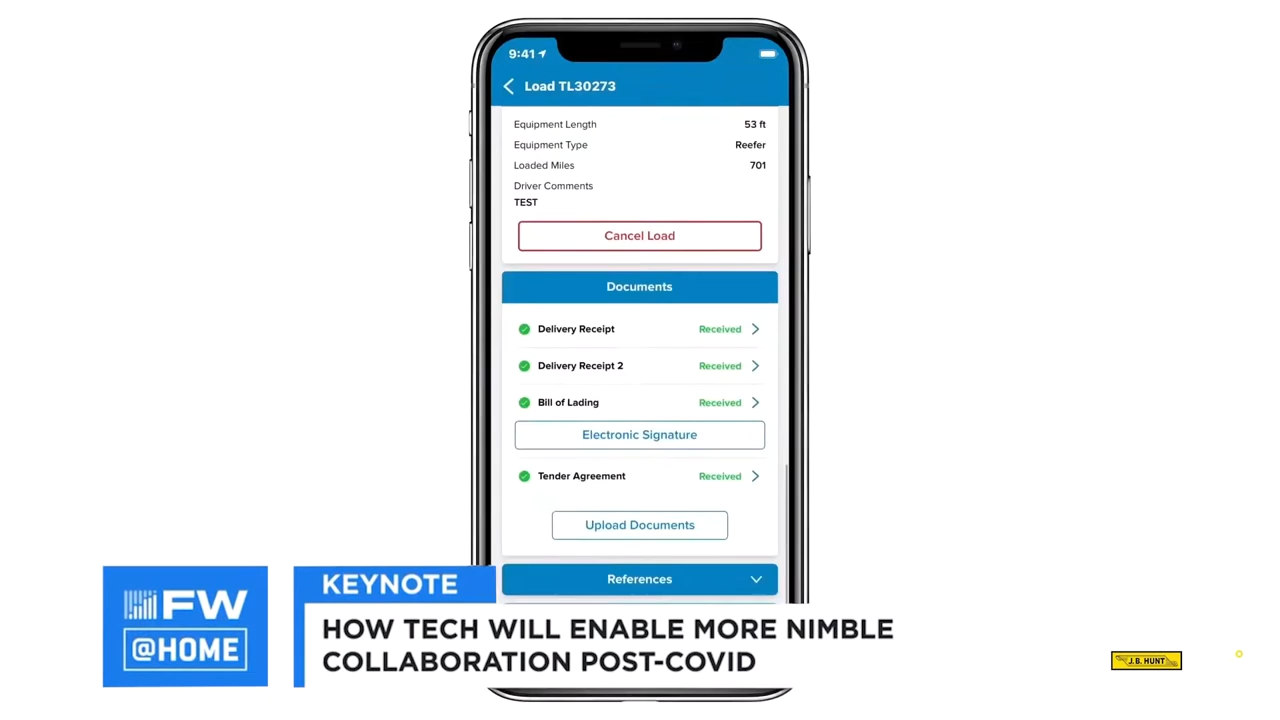 9:41
Load TL30273
Equipment Length 53 ft
Equipment Type Reefer
Loaded Miles 701
Driver Comments
TEST
Cancel Load
Documents
Delivery Receipt Received
Delivery Receipt 2 Received
Bill of Lading Received
Electronic Signature
Tender Agreement Received
Upload Documents
References
FW
@HOME
KEYNOTE
HOW TECH WILL ENABLE MORE NIMBLE
COLLABORATION POST-COVID
J.B. HUNT